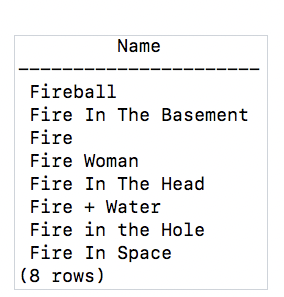 Name
----------------------
Fireball
Fire In The Basement
Fire
Fire Woman
Fire In The Head
Fire + Water
Fire in the Hole
Fire In Space
(8 rows)